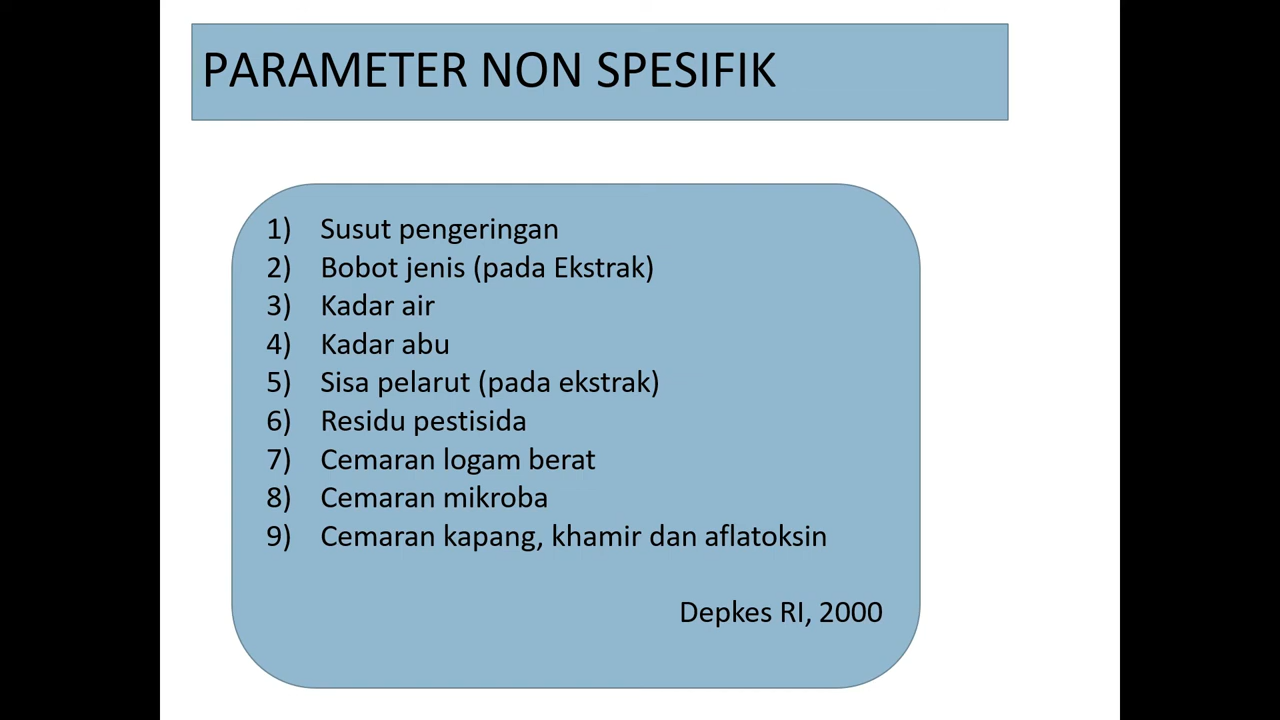 PARAMETER NON SPESIFIK
1) Susut pengeringan
2) Bobot jenis (pada Ekstrak)
3) Kadar air
4) Kadar abu
5) Sisa pelarut (pada ekstrak)
6) Residu pestisida
7) Cemaran logam berat
8) Cemaran mikroba
9) Cemaran kapang, khamir dan aflatoksin
Depkes RI, 2000